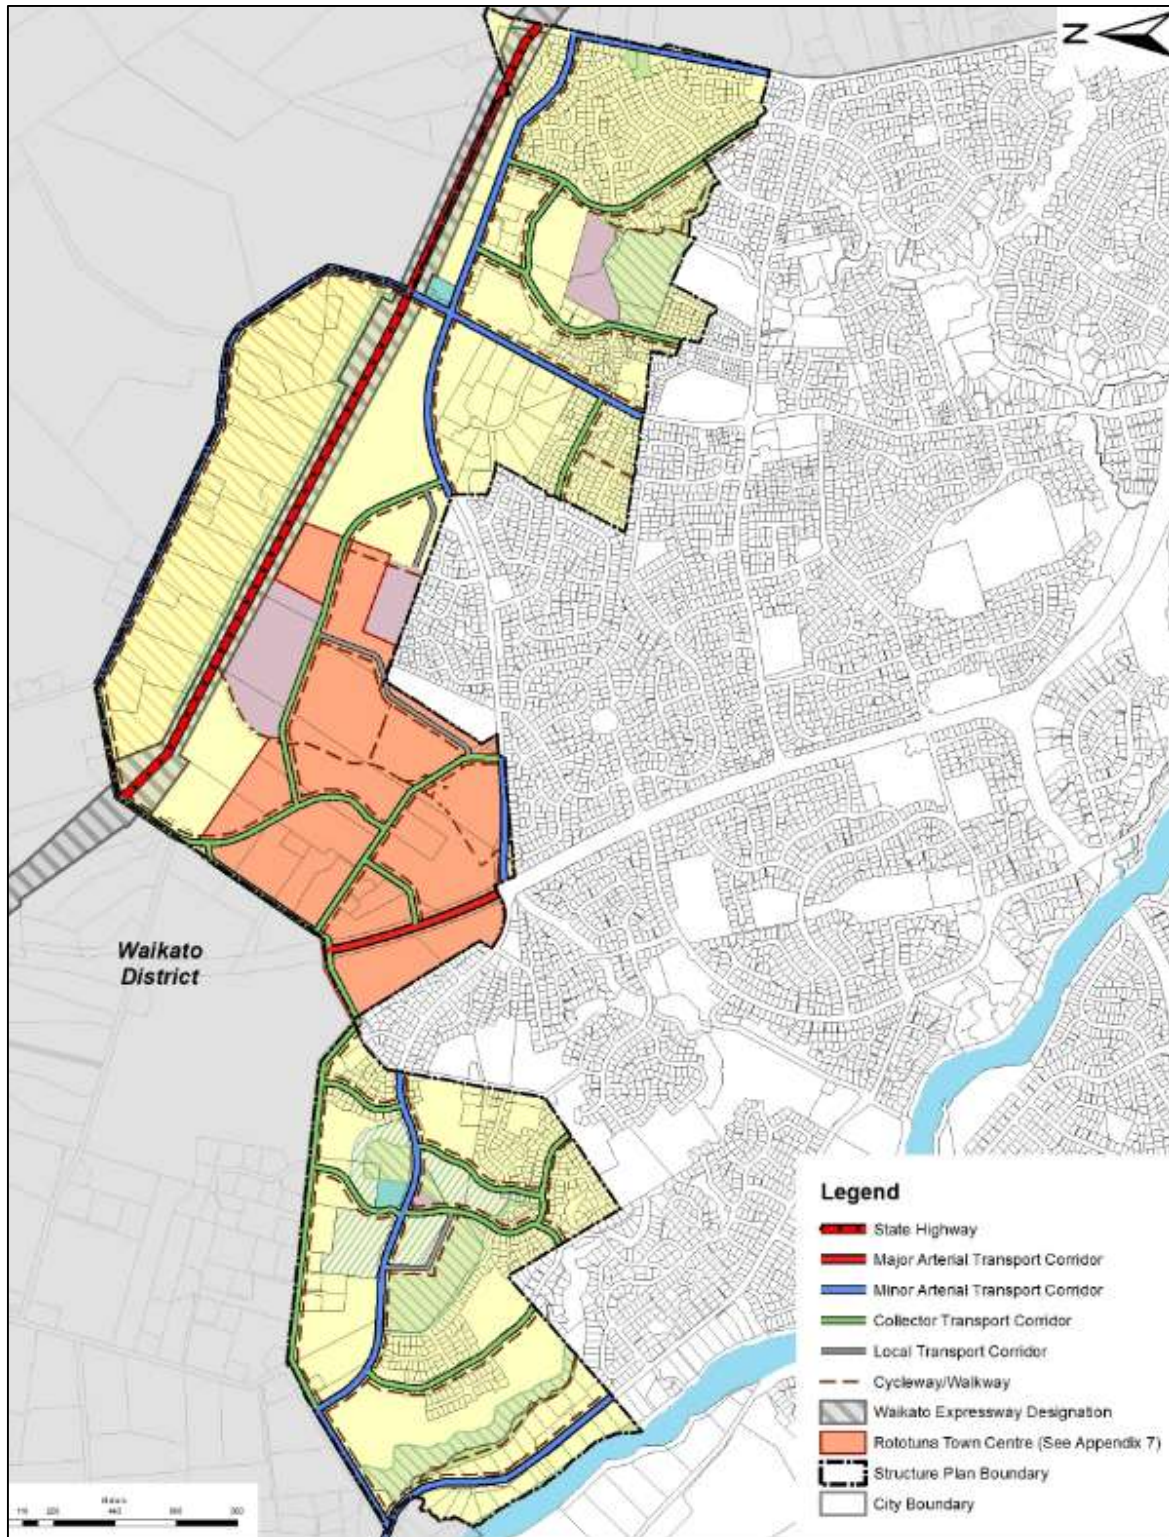 N
Waikato
District
Legend
State Highway
Major Arterial Transport Corridor
Minor Arterial Transport Corridor
Collector Transport Corridor
Local Transport Corridor
Cycleway/Walkway
Waikato Expressway Designation
Rototuna Town Centre (See Appendix 7)
Structure Plan Boundary
City Boundary